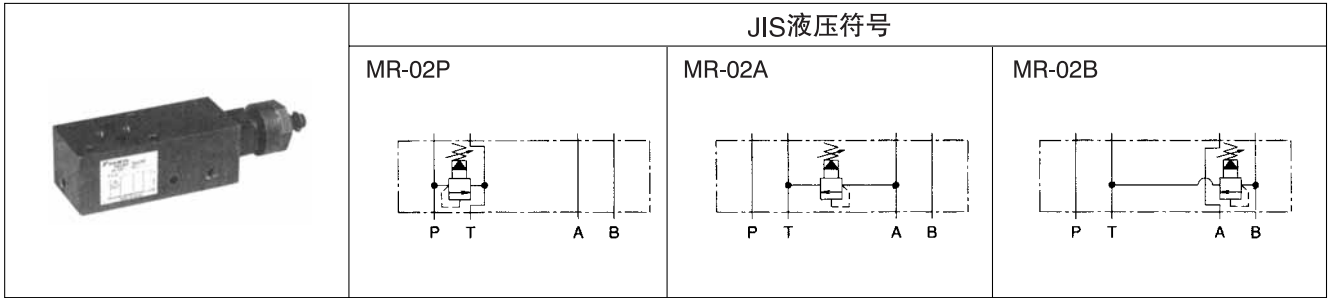 JIS液压符号
MR-02P
MR-02A
MR-02B
P T A B
P T A B
P T A B